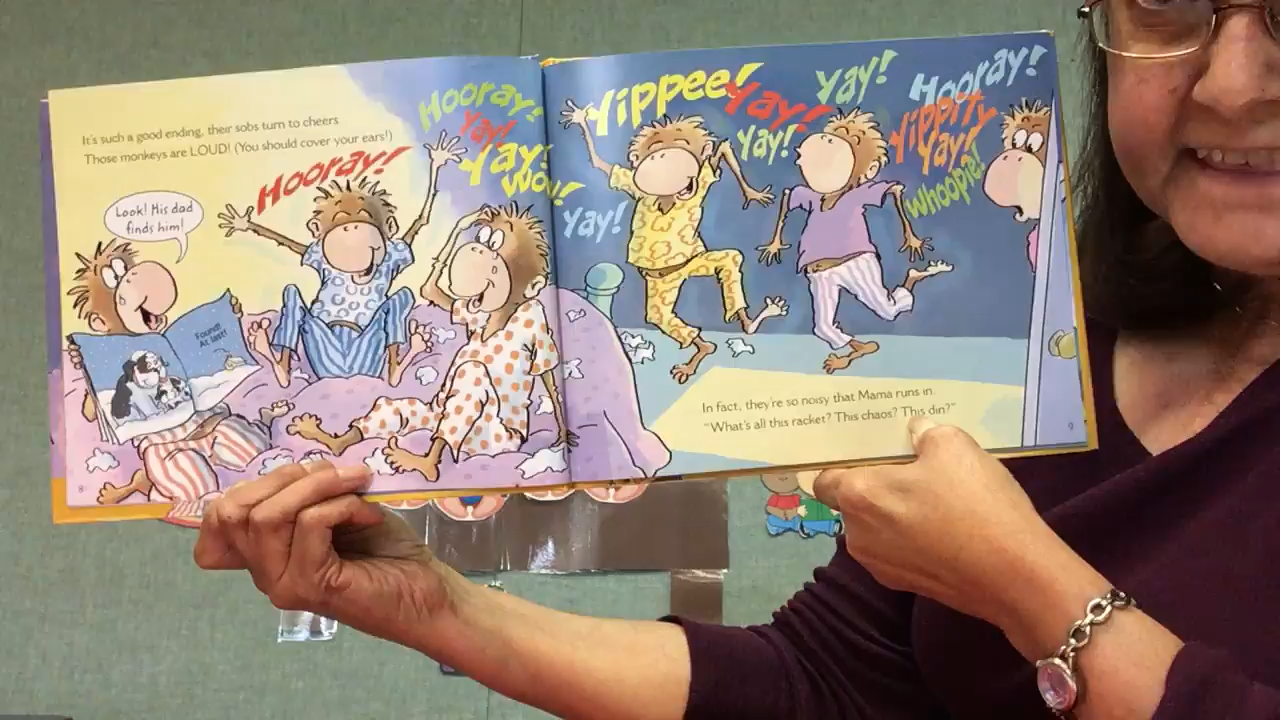 It's such a good ending, their sobs turn to cheers
Those monkeys are LOUD! (You should cover your ears!)
Look! His dad
finds him!
Found!
At last!
Hooray!
Hooray!
Yay!
Yay!
Wow!
Yay!
Yippee!
Yay!
Yay!
Yay!
Hooray!
Yippity
Yay!
Whoopie!
In fact, they're so noisy that Mama runs in.
"What's all this racket? This chaos? This din?"
8
9